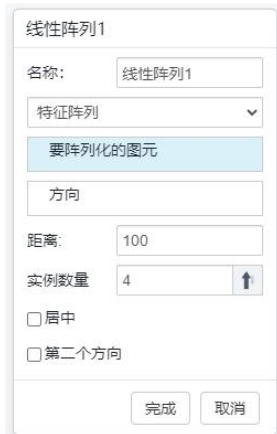 线性阵列1
名称: 线性阵列1
特征阵列
要阵列化的图元
方向
距离: 100
实例数量 4
居中
第二个方向
完成 取消